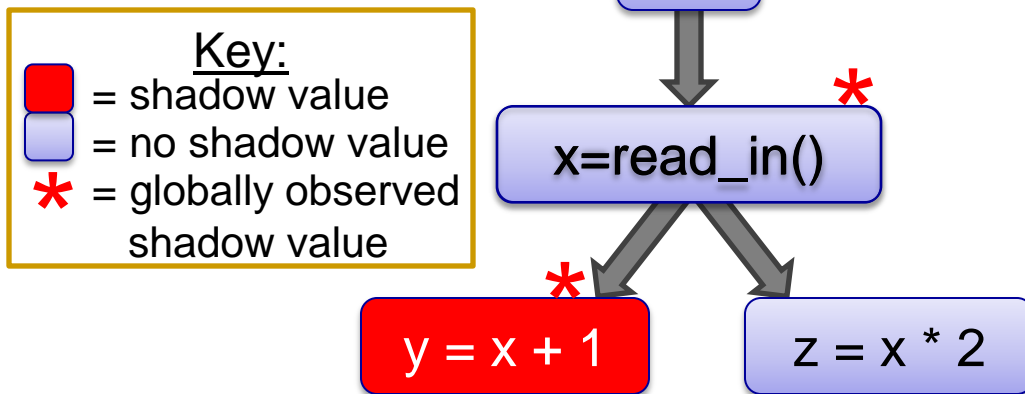 Key:
= shadow value
= no shadow value
* = globally observed
shadow value
*
x=read_in()
*
y = x + 1
z = x * 2